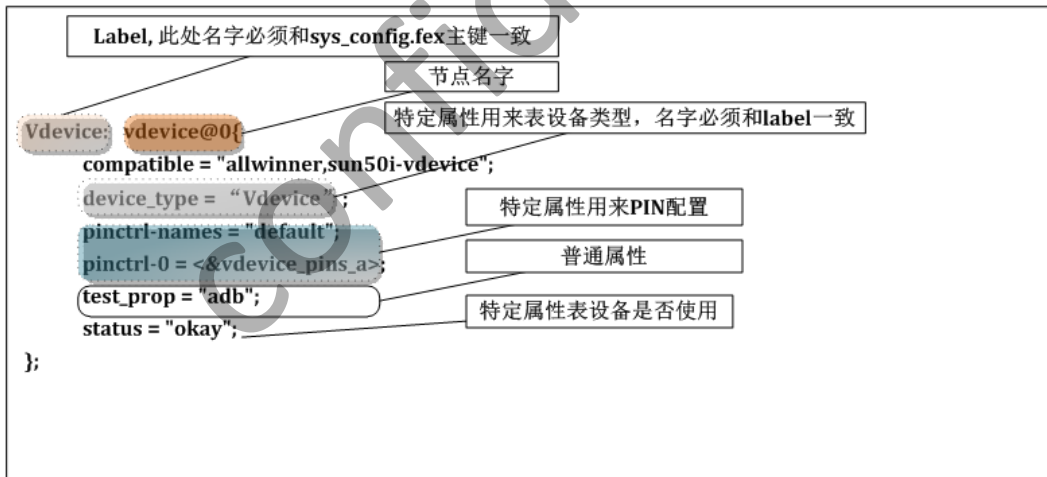 Label, 此处名字必须和sys_config.fex主键一致
节点名字
特定属性用来表设备类型，名字必须和label一致
Vdevice: vdevice@0{
compatible = "allwinner,sun50i-vdevice";
device_type = “Vdevice”;
特定属性用来PIN配置
pinctrl-names = "default";
pinctrl-0 = <&vdevice_pins_a>;
普通属性
test_prop = "adb";
特定属性表设备是否使用
status = "okay";
};
confid